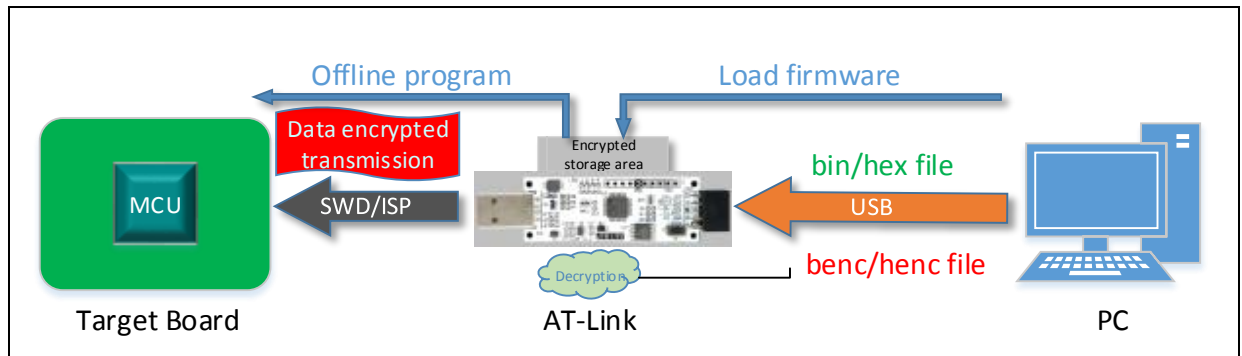 Offline program
Load firmware
Data encrypted
transmission
Encrypted
storage area
bin/hex file
MCU
SWD/ISP
USB
Decryption
benc/henc file
Target Board
AT-Link
PC